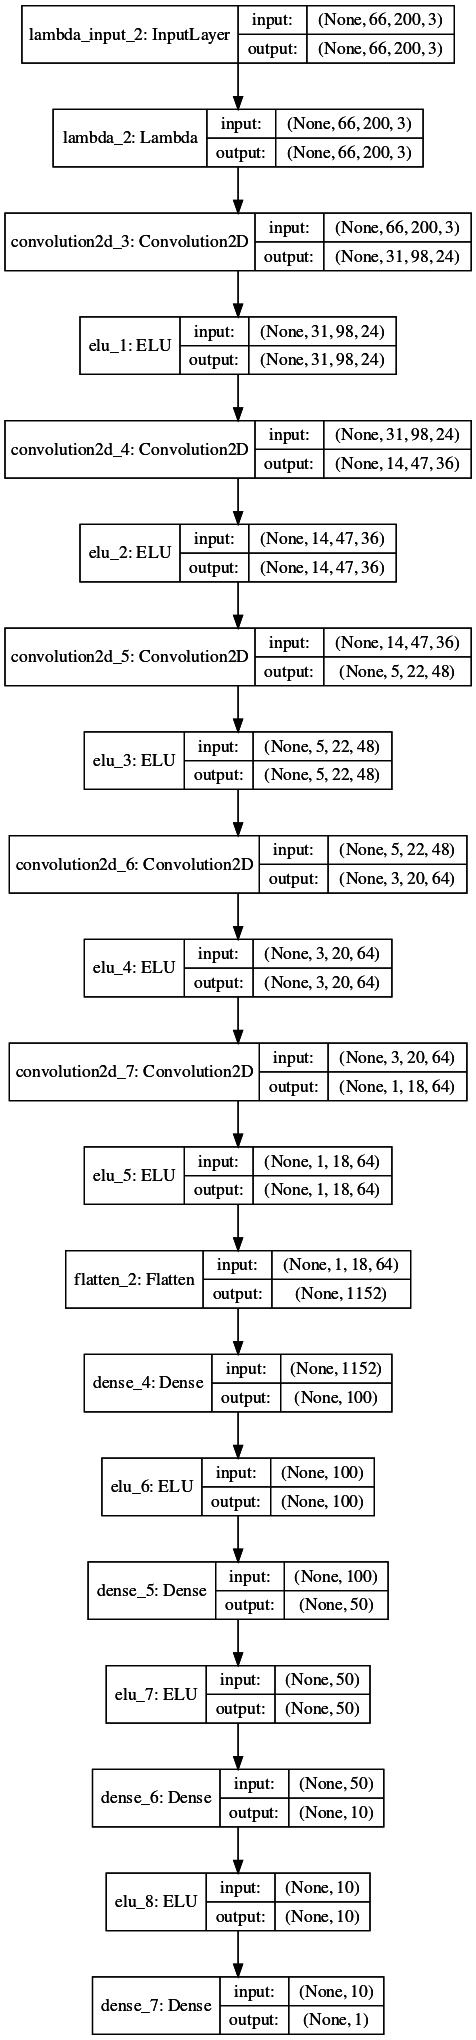 lambda_input_2: InputLayer
input: (None, 66, 200, 3)
output: (None, 66, 200, 3)
lambda_2: Lambda
input: (None, 66, 200, 3)
output: (None, 66, 200, 3)
convolution2d_3: Convolution2D
input: (None, 66, 200, 3)
output: (None, 31, 98, 24)
elu_1: ELU
input: (None, 31, 98, 24)
output: (None, 31, 98, 24)
convolution2d_4: Convolution2D
input: (None, 31, 98, 24)
output: (None, 14, 47, 36)
elu_2: ELU
input: (None, 14, 47, 36)
output: (None, 14, 47, 36)
convolution2d_5: Convolution2D
input: (None, 14, 47, 36)
output: (None, 5, 22, 48)
elu_3: ELU
input: (None, 5, 22, 48)
output: (None, 5, 22, 48)
convolution2d_6: Convolution2D
input: (None, 5, 22, 48)
output: (None, 3, 20, 64)
elu_4: ELU
input: (None, 3, 20, 64)
output: (None, 3, 20, 64)
convolution2d_7: Convolution2D
input: (None, 3, 20, 64)
output: (None, 1, 18, 64)
elu_5: ELU
input: (None, 1, 18, 64)
output: (None, 1, 18, 64)
flatten_2: Flatten
input: (None, 1, 18, 64)
output: (None, 1152)
dense_4: Dense
input: (None, 1152)
output: (None, 100)
elu_6: ELU
input: (None, 100)
output: (None, 100)
dense_5: Dense
input: (None, 100)
output: (None, 50)
elu_7: ELU
input: (None, 50)
output: (None, 50)
dense_6: Dense
input: (None, 50)
output: (None, 10)
elu_8: ELU
input: (None, 10)
output: (None, 10)
dense_7: Dense
input: (None, 10)
output: (None, 1)